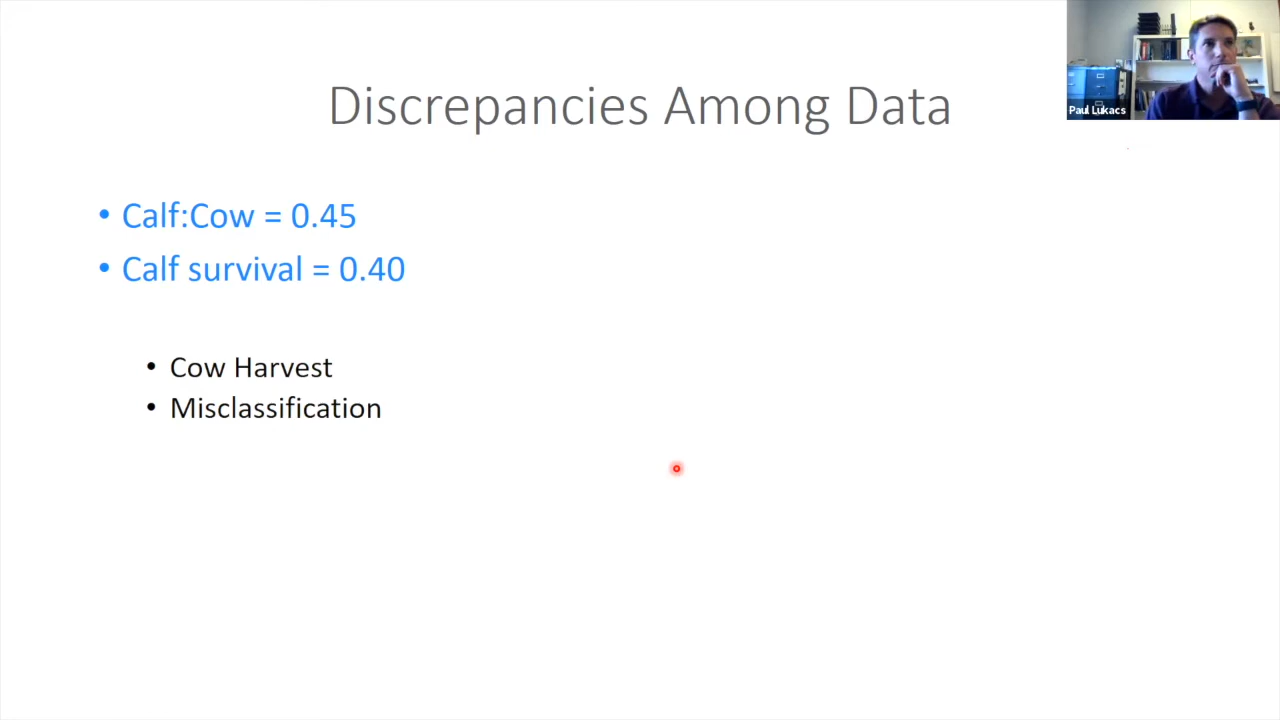 Discrepancies Among Data
Paul Lukacs
• Calf:Cow = 0.45
• Calf survival = 0.40
• Cow Harvest
• Misclassification